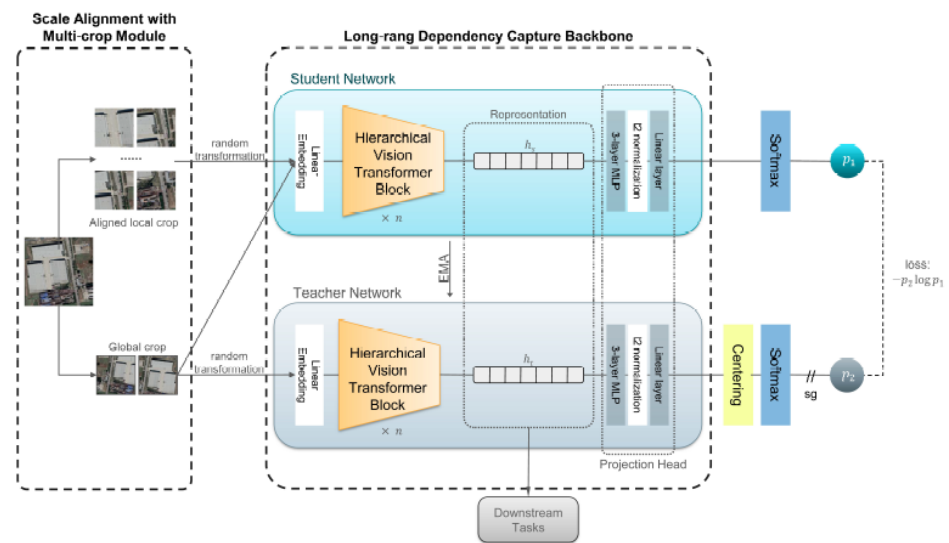 Scale Alignment with
Multi-crop Module
Long-rang Dependency Capture Backbone
Student Network
Linear
Embedding
Hierarchical
Vision
Transformer
Block
× n
Representation
h_s
3-layer MLP
l2 normalization
Linear layer
Softmax
p₁
random
transformation
......
Aligned local crop
EMA
loss:
−p₂ log p₁
Teacher Network
Global crop
random
transformation
Linear
Embedding
Hierarchical
Vision
Transformer
Block
× n
h_t
3-layer MLP
l2 normalization
Linear layer
Centering
Softmax
//
sg
p₂
Projection Head
Downstream
Tasks